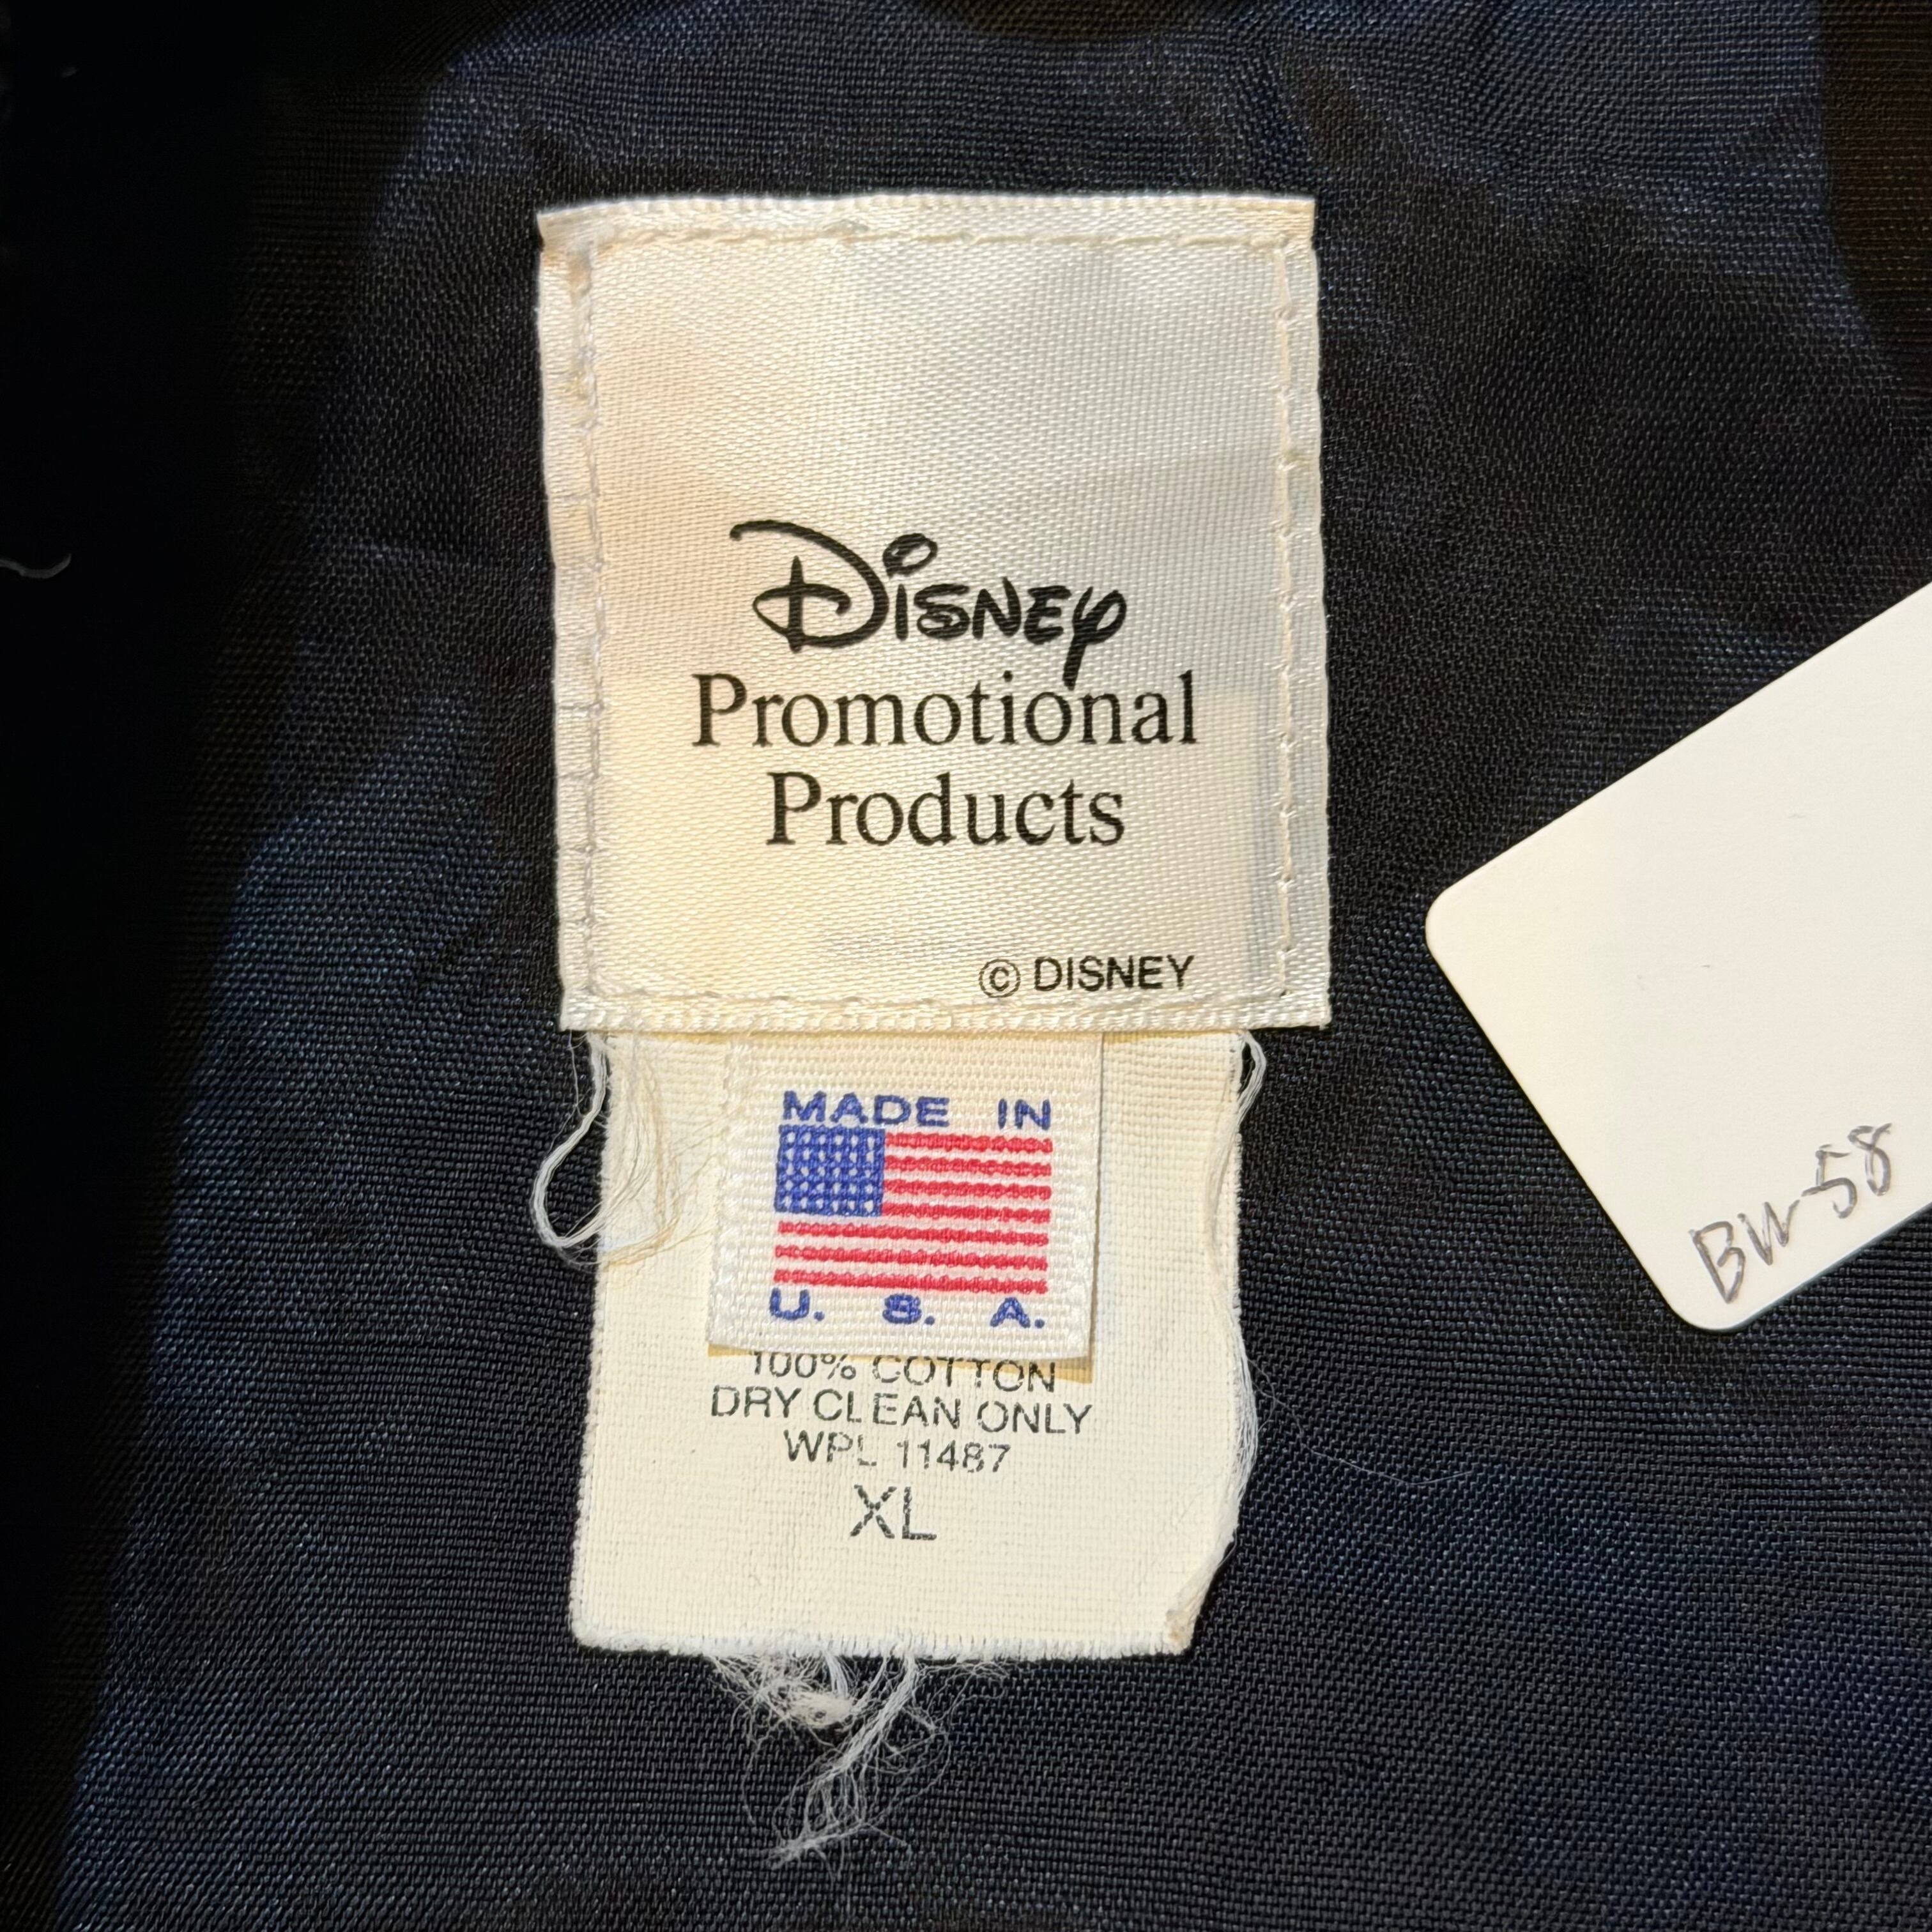 Disney
Promotional
Products
© DISNEY
MADE IN
U. S. A.
100% COTTON
DRY CLEAN ONLY
WPL 11487
XL
BW-58